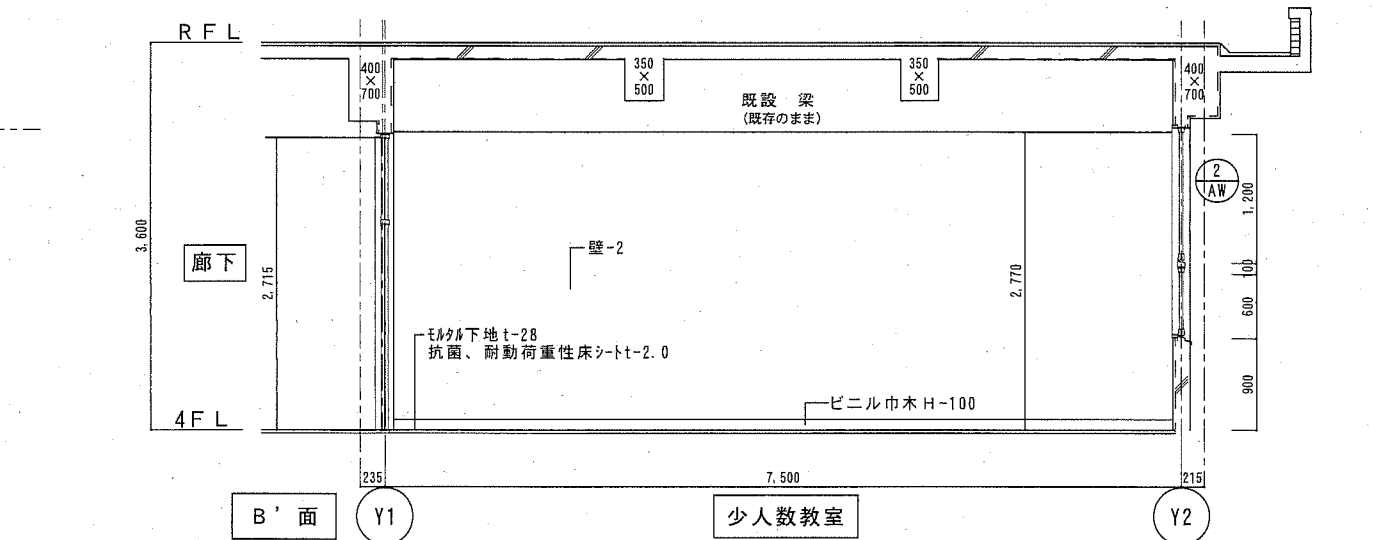 RFL
400
×
700
350
×
500
350
×
500
400
×
700
既設 梁
(既存のまま)
2
AW
3,600
廊下
2,715
壁-2
2,770
1,200
100
600
900
モルタル下地t-28
抗菌、耐動荷重性床シートt-2.0
ビニル巾木H-100
4FL
235
7,500
215
B'面
Y1
少人数教室
Y2